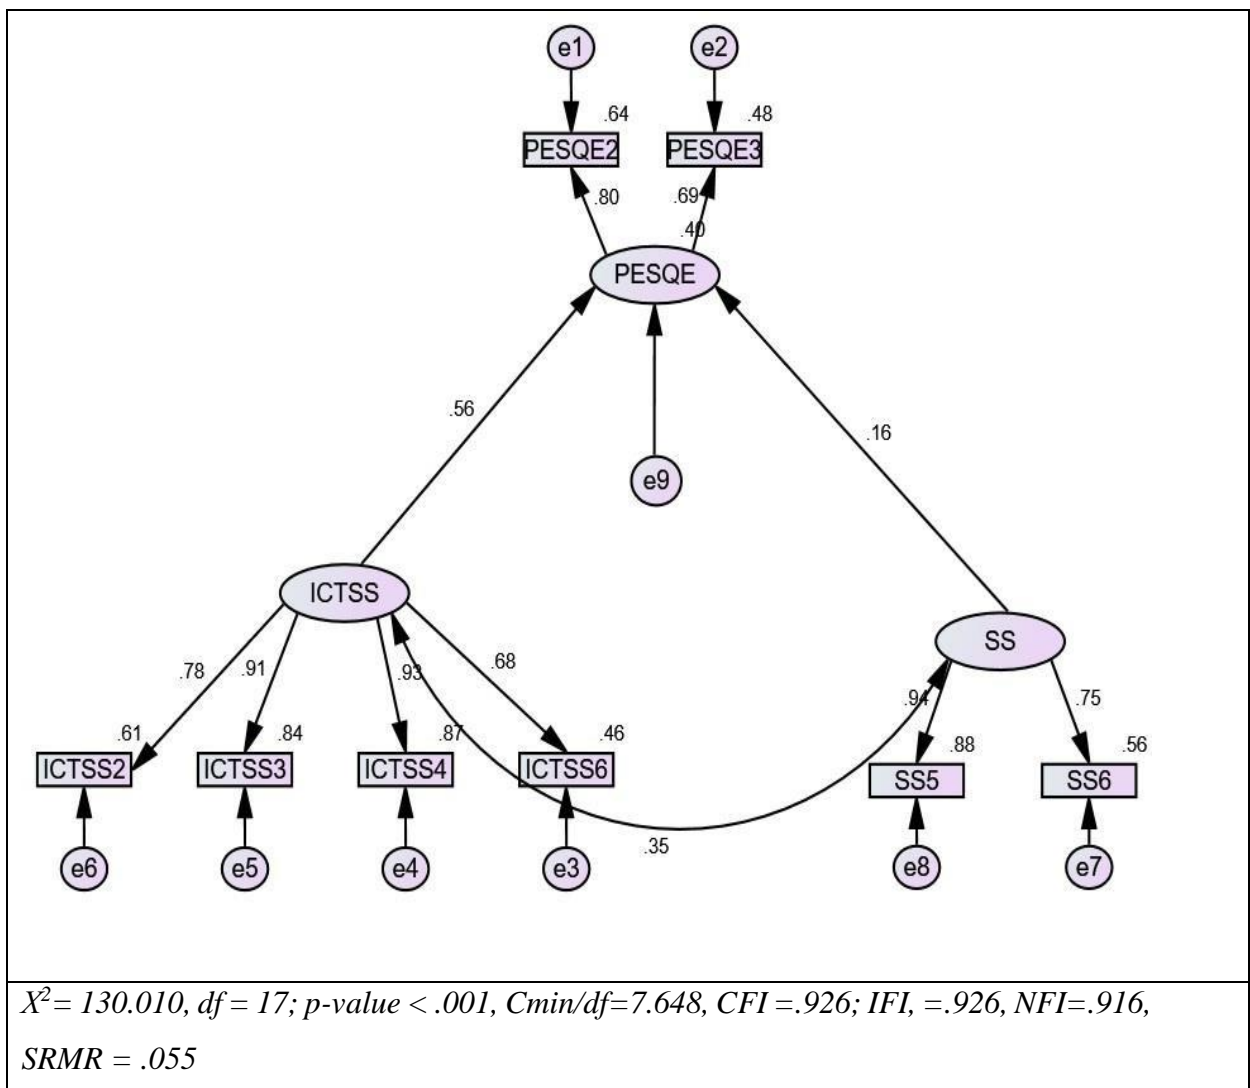 e1 e2
.64 .48
PESQE2 PESQE3
.80 .69
.40
PESQE
.56 .16
e9
ICTSS
SS
.78 .91 .93 .68
.94 .75
.61 .84 .87 .46
.88 .56
ICTSS2 ICTSS3 ICTSS4 ICTSS6
SS5 SS6
.35
e6 e5 e4 e3 e8 e7
X²= 130.010, df = 17; p-value < .001, Cmin/df=7.648, CFI =.926; IFI, =.926, NFI=.916,
SRMR = .055